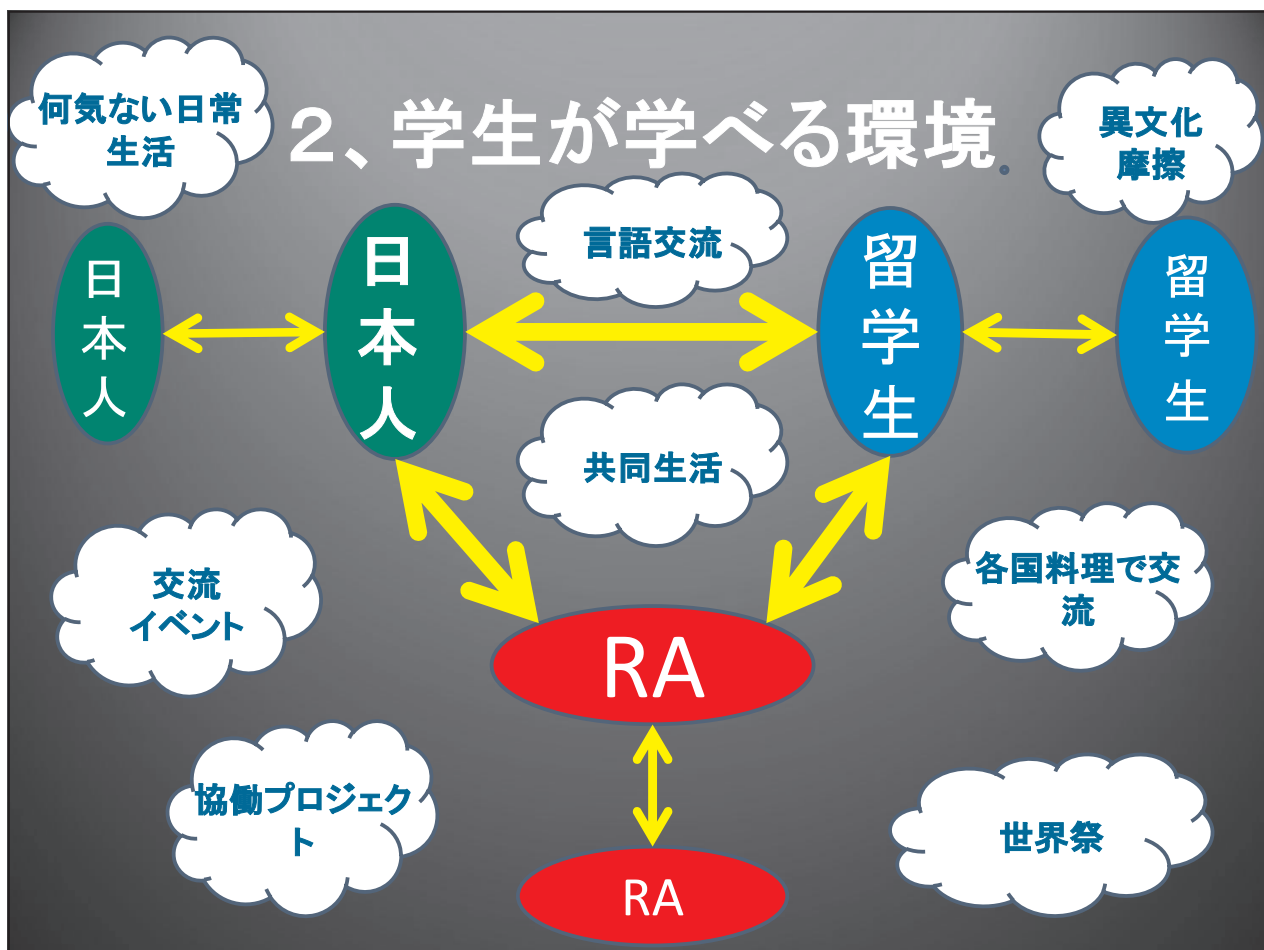 何気ない日常
生活
2、学生が学べる環境
異文化
摩擦
言語交流
日
本
人
日
本
人
留
学
生
留
学
生
共同生活
交流
イベント
各国料理で交
流
RA
協働プロジェク
ト
世界祭
RA